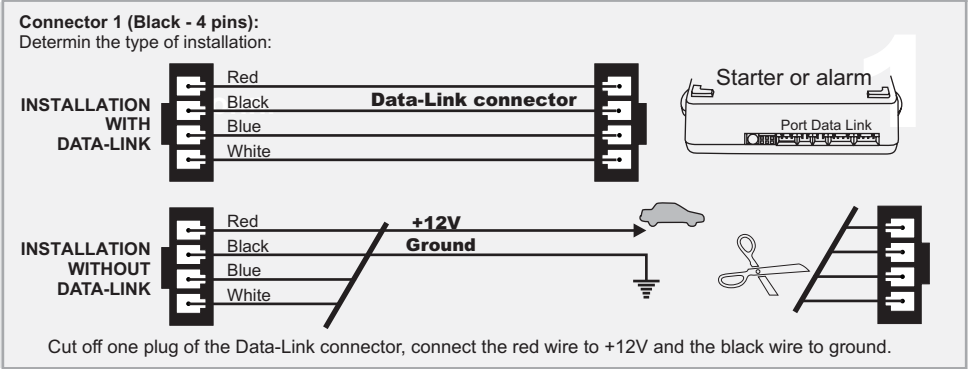 Connector 1 (Black - 4 pins):
Determin the type of installation:
1
Red
Black
Blue
White
INSTALLATION
WITH
DATA-LINK
Data-Link connector
Starter or alarm
Port Data Link
Red
Black
Blue
White
INSTALLATION
WITHOUT
DATA-LINK
+12V
Ground
Cut off one plug of the Data-Link connector, connect the red wire to +12V and the black wire to ground.